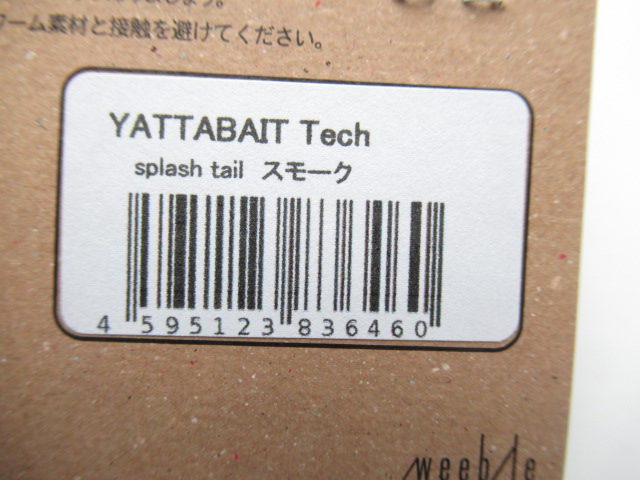 ーム素材と接触を避けてください。
YATTABAIT Tech
splash tail スモーク
4 595123 836460
weeble